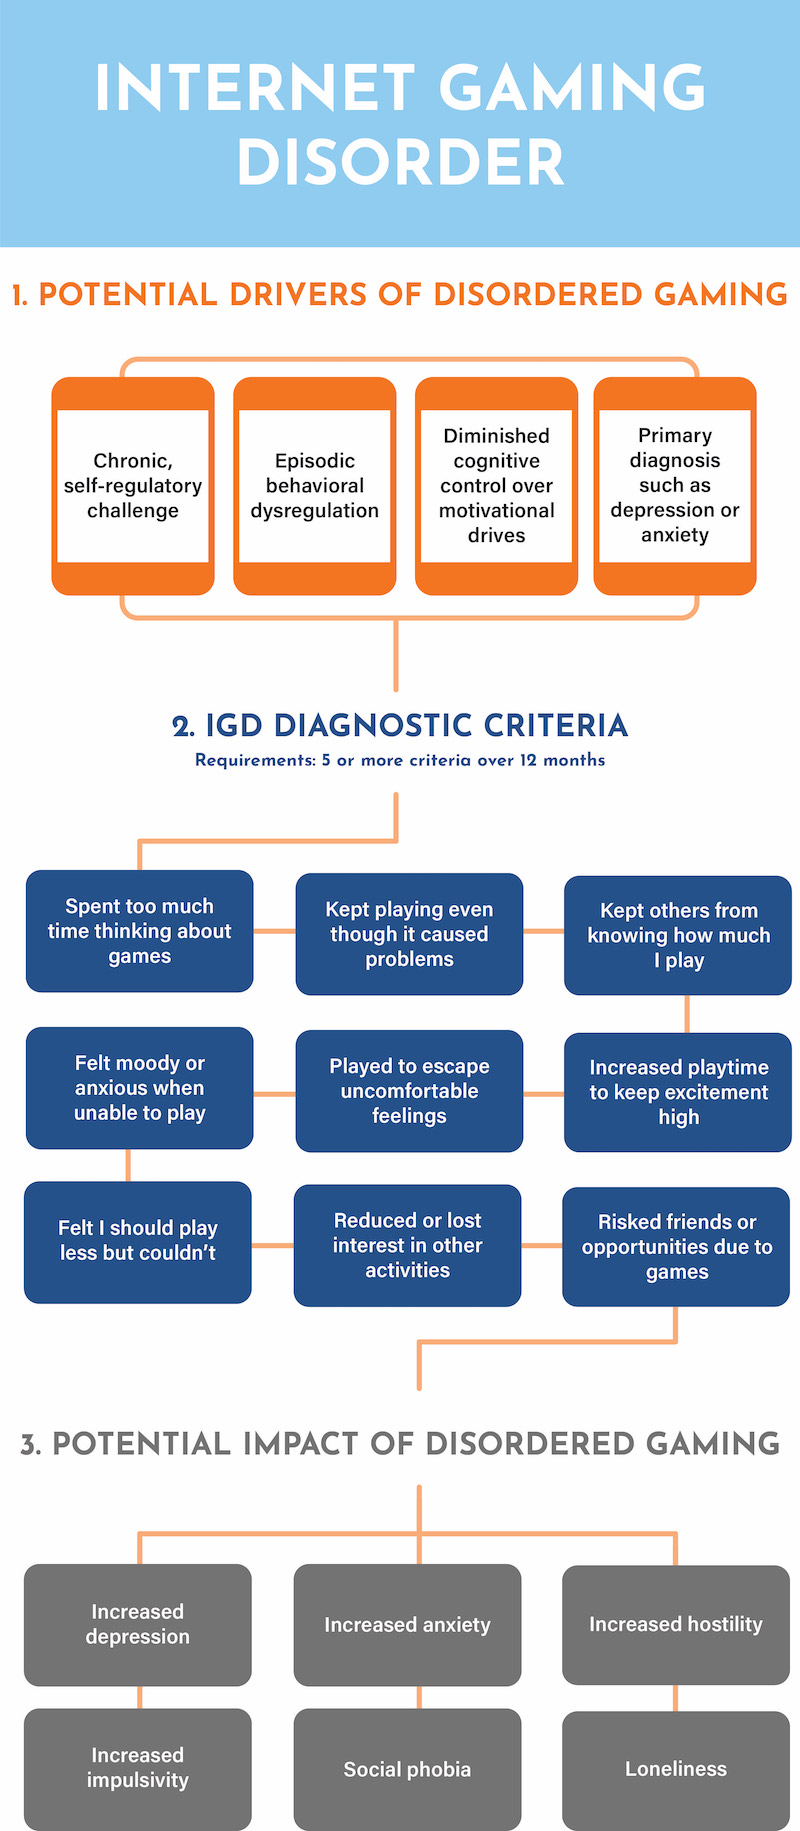 INTERNET GAMING
DISORDER
1. POTENTIAL DRIVERS OF DISORDERED GAMING
Chronic,
self-regulatory
challenge
Episodic
behavioral
dysregulation
Diminished
cognitive
control over
motivational
drives
Primary
diagnosis
such as
depression or
anxiety
2. IGD DIAGNOSTIC CRITERIA
Requirements: 5 or more criteria over 12 months
Spent too much
time thinking about
games
Kept playing even
though it caused
problems
Kept others from
knowing how much
I play
Felt moody or
anxious when
unable to play
Played to escape
uncomfortable
feelings
Increased playtime
to keep excitement
high
Felt I should play
less but couldn't
Reduced or lost
interest in other
activities
Risked friends or
opportunities due to
games
3. POTENTIAL IMPACT OF DISORDERED GAMING
Increased
depression
Increased anxiety
Increased hostility
Increased
impulsivity
Social phobia
Loneliness